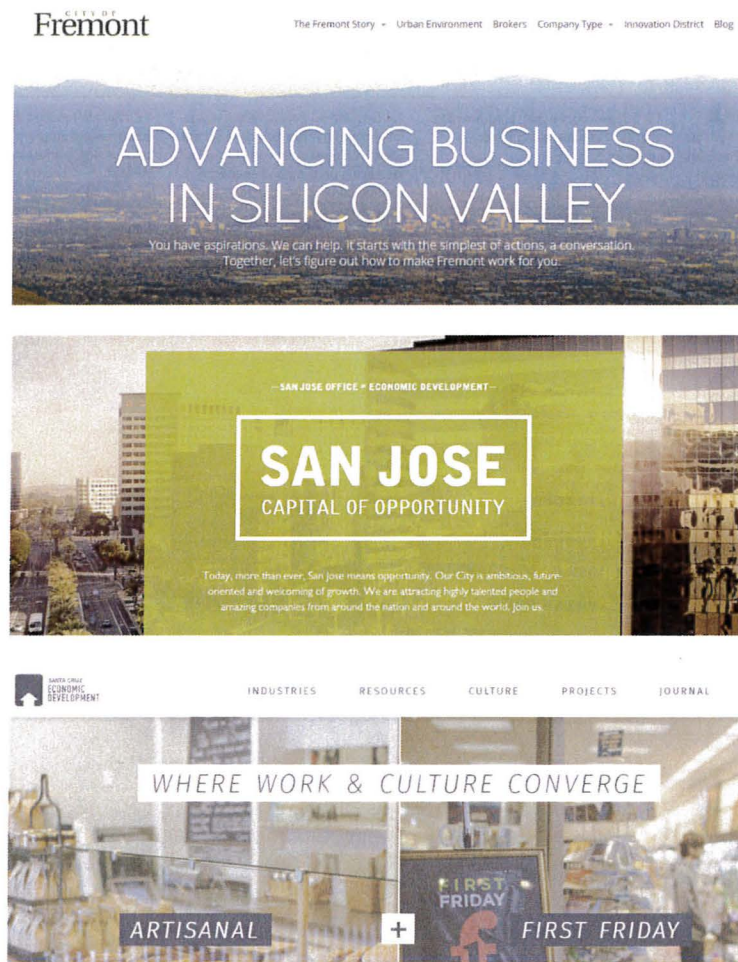 CITY OF
Fremont
The Fremont Story Urban Environment Brokers Company Type Innovation District Blog
ADVANCING BUSINESS
IN SILICON VALLEY
You have aspirations. We can help. It starts with the simplest of actions, a conversation.
Together, let's figure out how to make Fremont work for you.
SAN JOSE OFFICE OF ECONOMIC DEVELOPMENT
SAN JOSE
CAPITAL OF OPPORTUNITY
Today, more than ever, San Jose means opportunity. Our City is ambitious, future-
oriented and welcoming of growth. We are attracting highly talented people and
amazing companies from around the nation and around the world. Join us.
SANTA CRUZ
ECONOMIC
DEVELOPMENT
INDUSTRIES RESOURCES CULTURE PROJECTS JOURNAL
WHERE WORK & CULTURE CONVERGE
FIRST
FRIDAY
ARTISANAL + FIRST FRIDAY